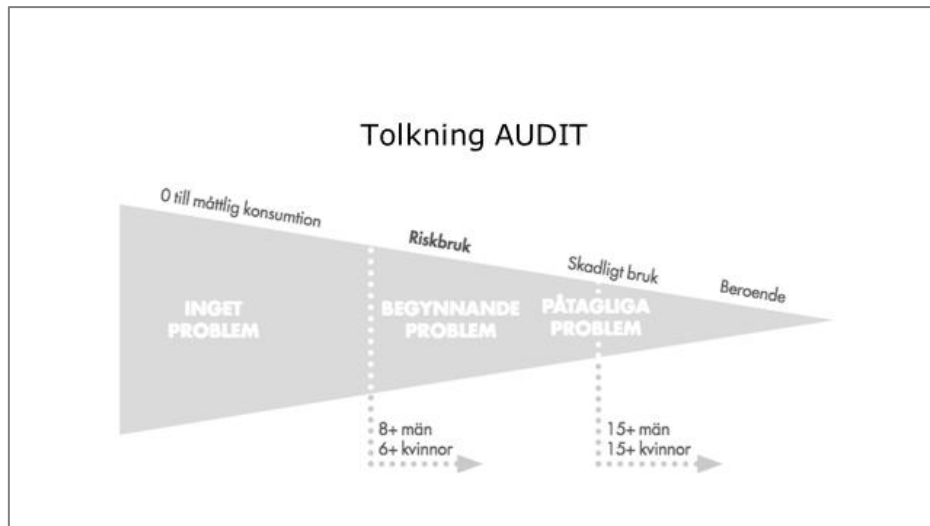 Tolkning AUDIT
0 till måttlig konsumtion
Riskbruk
Skadligt bruk
Beroende
INGET
PROBLEM
BEGYNNANDE
PROBLEM
PÅTAGLIGA
PROBLEM
8+ män
6+ kvinnor
15+ män
15+ kvinnor